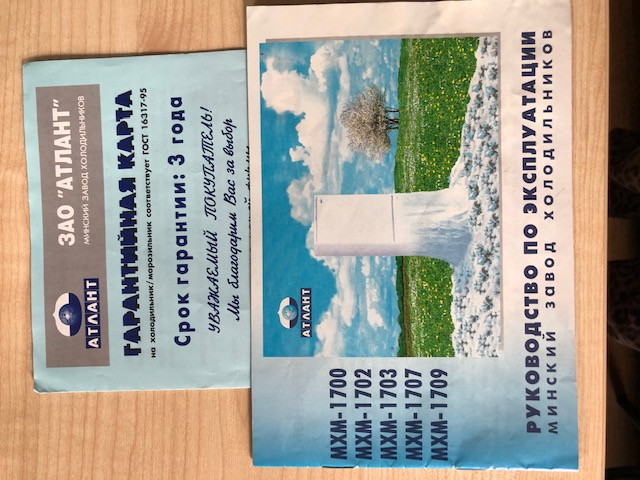 ЗАО "АТЛАНТ"
МИНСКИЙ ЗАВОД ХОЛОДИЛЬНИКОВ
АТЛАНТ
ГАРАНТИЙНАЯ КАРТА
на холодильник/морозильник соответствует ГОСТ 16317-95
Срок гарантии: 3 года
УВАЖАЕМЫЙ ПОКУПАТЕЛЬ!
Мы благодарим Вас за выбор
АТЛАНТ
МХМ-1700
МХМ-1702
МХМ-1703
МХМ-1707
МХМ-1709
РУКОВОДСТВО ПО ЭКСПЛУАТАЦИИ
МИНСКИЙ ЗАВОД ХОЛОДИЛЬНИКОВ